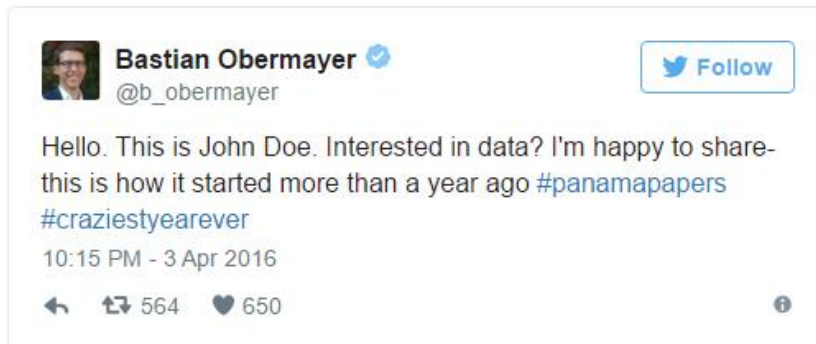 Bastian Obermayer
@b_obermayer
Follow
Hello. This is John Doe. Interested in data? I'm happy to share-
this is how it started more than a year ago #panamapapers
#craziestyearever
10:15 PM - 3 Apr 2016
564 650